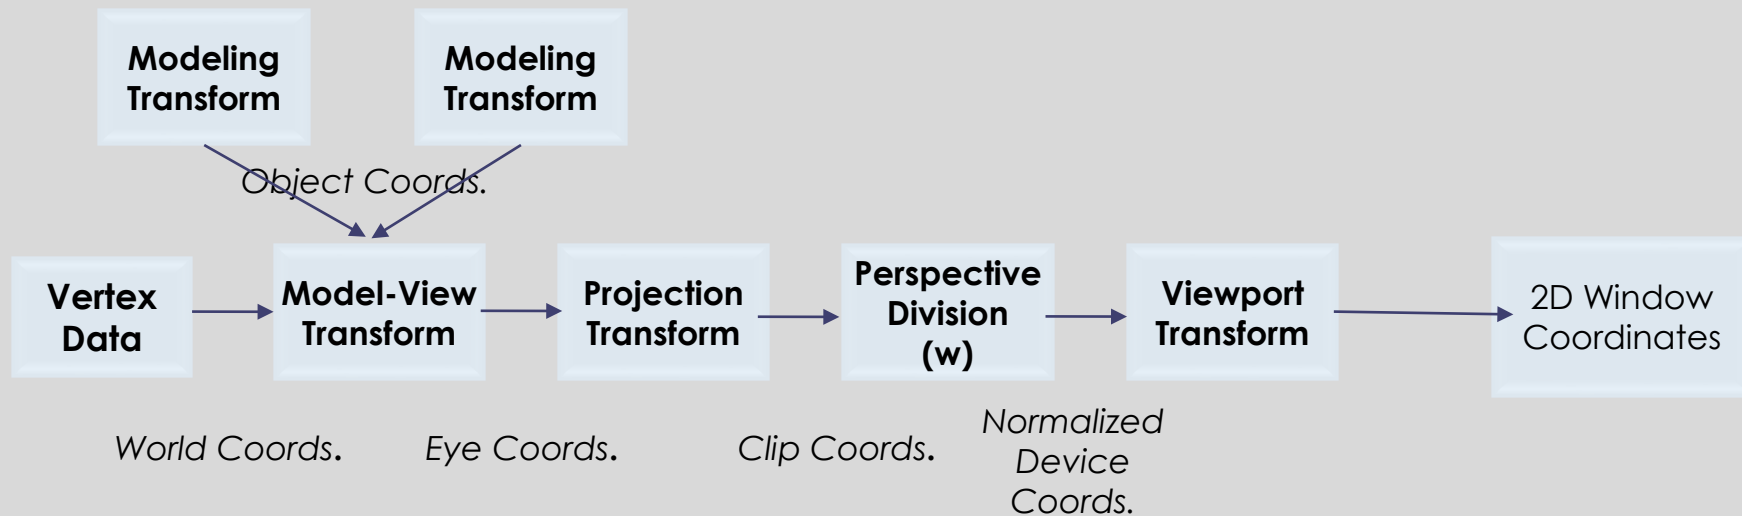 Modeling
Transform
Modeling
Transform
Object Coords.
Vertex
Data
Model-View
Transform
Projection
Transform
Perspective
Division
(w)
Viewport
Transform
2D Window
Coordinates
World Coords.
Eye Coords.
Clip Coords.
Normalized
Device
Coords.